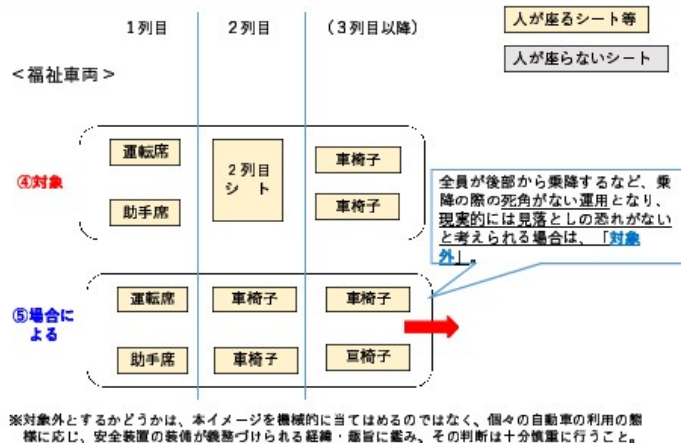 1列目 2列目 (3列目以降)
人が座るシート等
人が座らないシート
<福祉車両>
④対象
運転席
助手席
2列目
シート
車椅子
車椅子
全員が後部から乗降するなど、乗
降の際の死角がない運用となり、
現実的には見落としの恐れがない
と考えられる場合は、「対象
外」。
⑤場合に
よる
運転席 車椅子 車椅子
助手席 車椅子 車椅子
※対象外とするかどうかは、本イメージを機械的に当てはめるのではなく、個々の自動車の利用の態
様に応じ、安全装置の装備が義務づけられる経緯・趣旨に鑑み、その判断は十分慎重に行うこと。